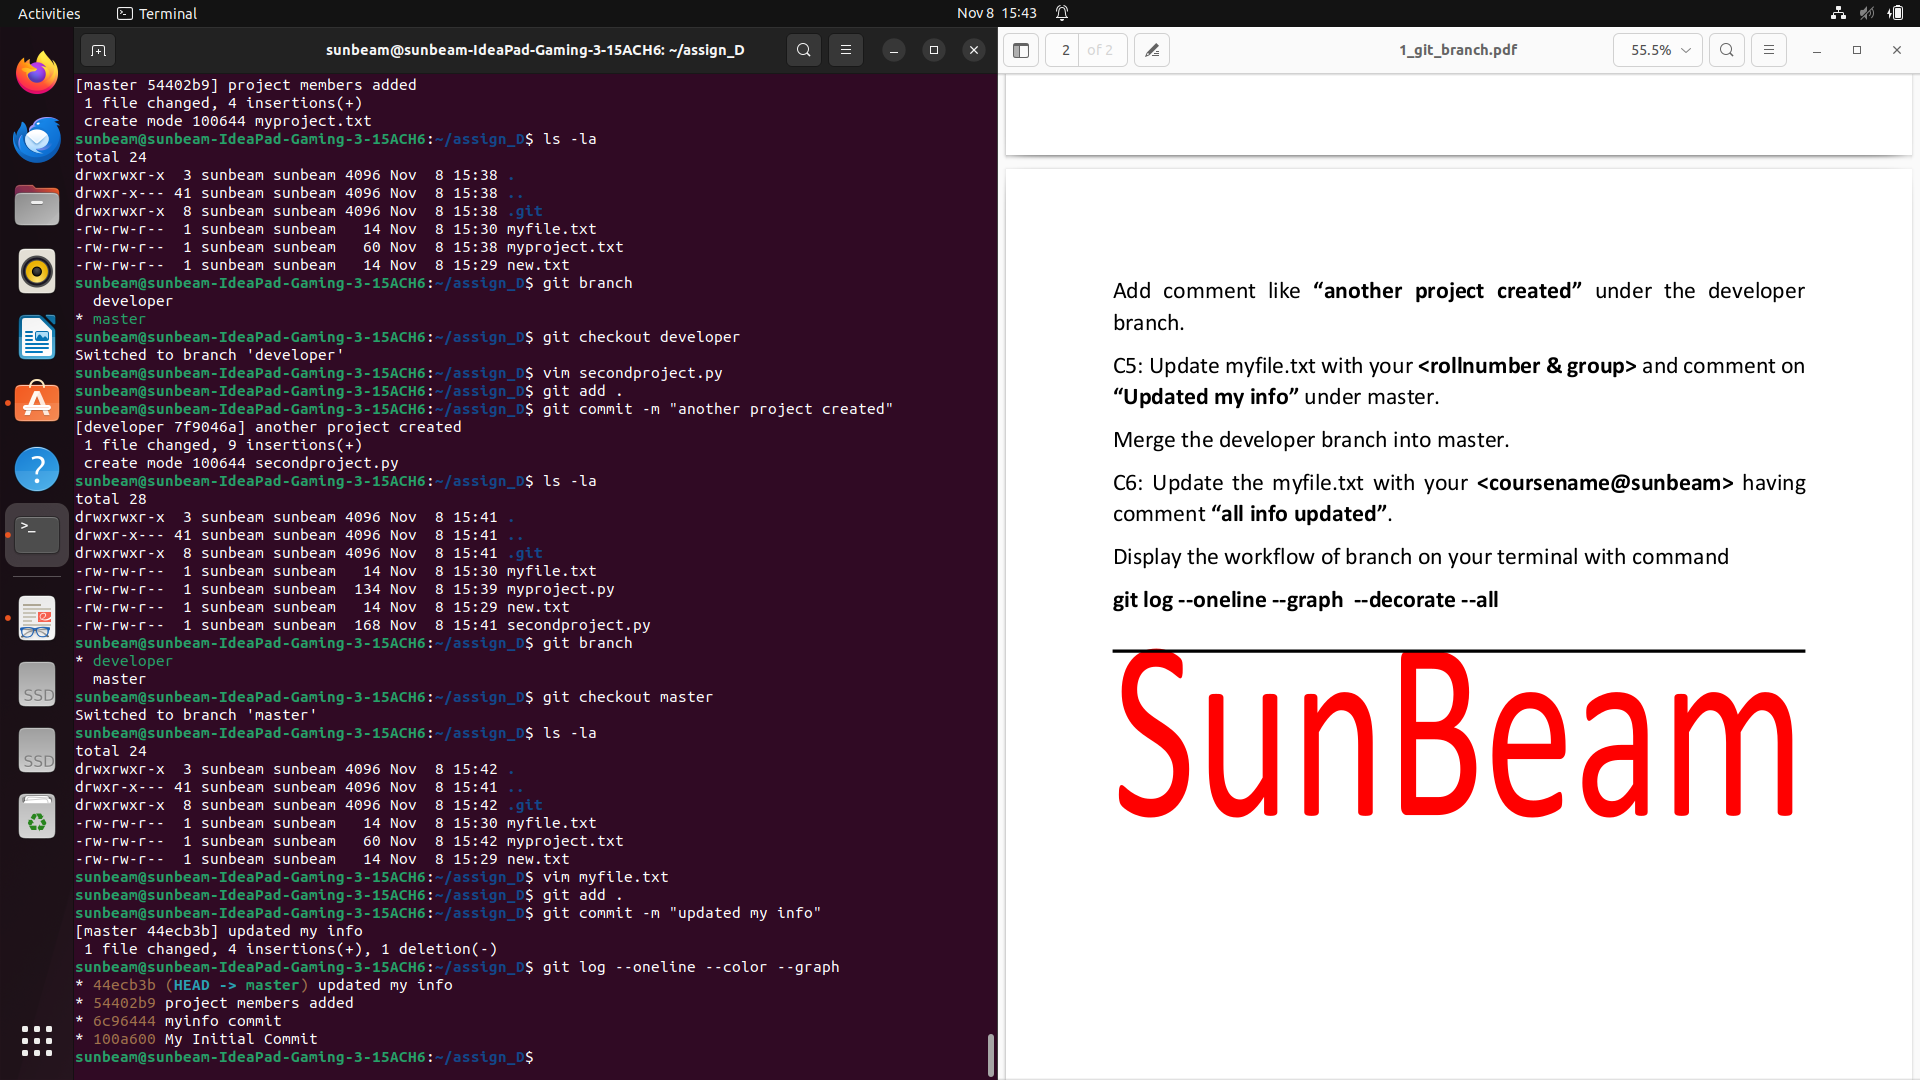 Activities
Terminal
Nov 8 15:43
sunbeam@sunbeam-IdeaPad-Gaming-3-15ACH6: ~/assign_D
[master 54402b9] project members added
 1 file changed, 4 insertions(+)
 create mode 100644 myproject.txt
sunbeam@sunbeam-IdeaPad-Gaming-3-15ACH6:~/assign_D$ ls -la
total 24
drwxrwxr-x  3 sunbeam sunbeam 4096 Nov  8 15:38 .
drwxr-x--- 41 sunbeam sunbeam 4096 Nov  8 15:38 ..
drwxrwxr-x  8 sunbeam sunbeam 4096 Nov  8 15:38 .git
-rw-rw-r--  1 sunbeam sunbeam   14 Nov  8 15:30 myfile.txt
-rw-rw-r--  1 sunbeam sunbeam   60 Nov  8 15:38 myproject.txt
-rw-rw-r--  1 sunbeam sunbeam   14 Nov  8 15:29 new.txt
sunbeam@sunbeam-IdeaPad-Gaming-3-15ACH6:~/assign_D$ git branch
  developer
* master
sunbeam@sunbeam-IdeaPad-Gaming-3-15ACH6:~/assign_D$ git checkout developer
Switched to branch 'developer'
sunbeam@sunbeam-IdeaPad-Gaming-3-15ACH6:~/assign_D$ vim secondproject.py
sunbeam@sunbeam-IdeaPad-Gaming-3-15ACH6:~/assign_D$ git add .
sunbeam@sunbeam-IdeaPad-Gaming-3-15ACH6:~/assign_D$ git commit -m "another project created"
[developer 7f9046a] another project created
 1 file changed, 9 insertions(+)
 create mode 100644 secondproject.py
sunbeam@sunbeam-IdeaPad-Gaming-3-15ACH6:~/assign_D$ ls -la
total 28
drwxrwxr-x  3 sunbeam sunbeam 4096 Nov  8 15:41 .
drwxr-x--- 41 sunbeam sunbeam 4096 Nov  8 15:41 ..
drwxrwxr-x  8 sunbeam sunbeam 4096 Nov  8 15:41 .git
-rw-rw-r--  1 sunbeam sunbeam   14 Nov  8 15:30 myfile.txt
-rw-rw-r--  1 sunbeam sunbeam  134 Nov  8 15:39 myproject.py
-rw-rw-r--  1 sunbeam sunbeam   14 Nov  8 15:29 new.txt
-rw-rw-r--  1 sunbeam sunbeam  168 Nov  8 15:41 secondproject.py
sunbeam@sunbeam-IdeaPad-Gaming-3-15ACH6:~/assign_D$ git branch
* developer
  master
sunbeam@sunbeam-IdeaPad-Gaming-3-15ACH6:~/assign_D$ git checkout master
Switched to branch 'master'
sunbeam@sunbeam-IdeaPad-Gaming-3-15ACH6:~/assign_D$ ls -la
total 24
drwxrwxr-x  3 sunbeam sunbeam 4096 Nov  8 15:42 .
drwxr-x--- 41 sunbeam sunbeam 4096 Nov  8 15:41 ..
drwxrwxr-x  8 sunbeam sunbeam 4096 Nov  8 15:42 .git
-rw-rw-r--  1 sunbeam sunbeam   14 Nov  8 15:30 myfile.txt
-rw-rw-r--  1 sunbeam sunbeam   60 Nov  8 15:42 myproject.txt
-rw-rw-r--  1 sunbeam sunbeam   14 Nov  8 15:29 new.txt
sunbeam@sunbeam-IdeaPad-Gaming-3-15ACH6:~/assign_D$ vim myfile.txt
sunbeam@sunbeam-IdeaPad-Gaming-3-15ACH6:~/assign_D$ git add .
sunbeam@sunbeam-IdeaPad-Gaming-3-15ACH6:~/assign_D$ git commit -m "updated my info"
[master 44ecb3b] updated my info
 1 file changed, 4 insertions(+), 1 deletion(-)
sunbeam@sunbeam-IdeaPad-Gaming-3-15ACH6:~/assign_D$ git log --oneline --color --graph
* 44ecb3b (HEAD -> master) updated my info
* 54402b9 project members added
* 6c96444 myinfo commit
* 100a600 My Initial Commit
sunbeam@sunbeam-IdeaPad-Gaming-3-15ACH6:~/assign_D$
SSD
SSD
2 of 2
1_git_branch.pdf
55.5%
Add comment like “another project created” under the developer
branch.
C5: Update myfile.txt with your <rollnumber & group> and comment on
“Updated my info” under master.
Merge the developer branch into master.
C6: Update the myfile.txt with your <coursename@sunbeam> having
comment “all info updated”.
Display the workflow of branch on your terminal with command
git log --oneline --graph  --decorate --all
SunBeam